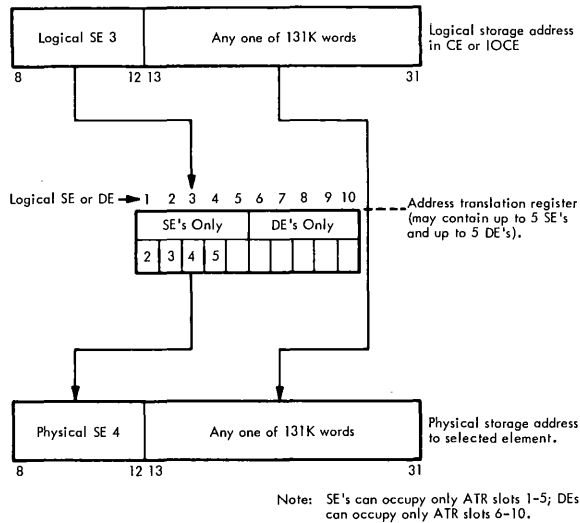 Logical SE 3
Any one of 131K words
Logical storage address
in CE or IOCE
8 12 13 31
Logical SE or DE 1 2 3 4 5 6 7 8 9 10
SE's Only DE's Only
2 3 4 5
Address translation register
(may contain up to 5 SE's
and up to 5 DE's).
Physical SE 4
Any one of 131K words
Physical storage address
to selected element.
8 12 13 31
Note: SE's can occupy only ATR slots 1-5; DEs
can occupy only ATR slots 6-10.